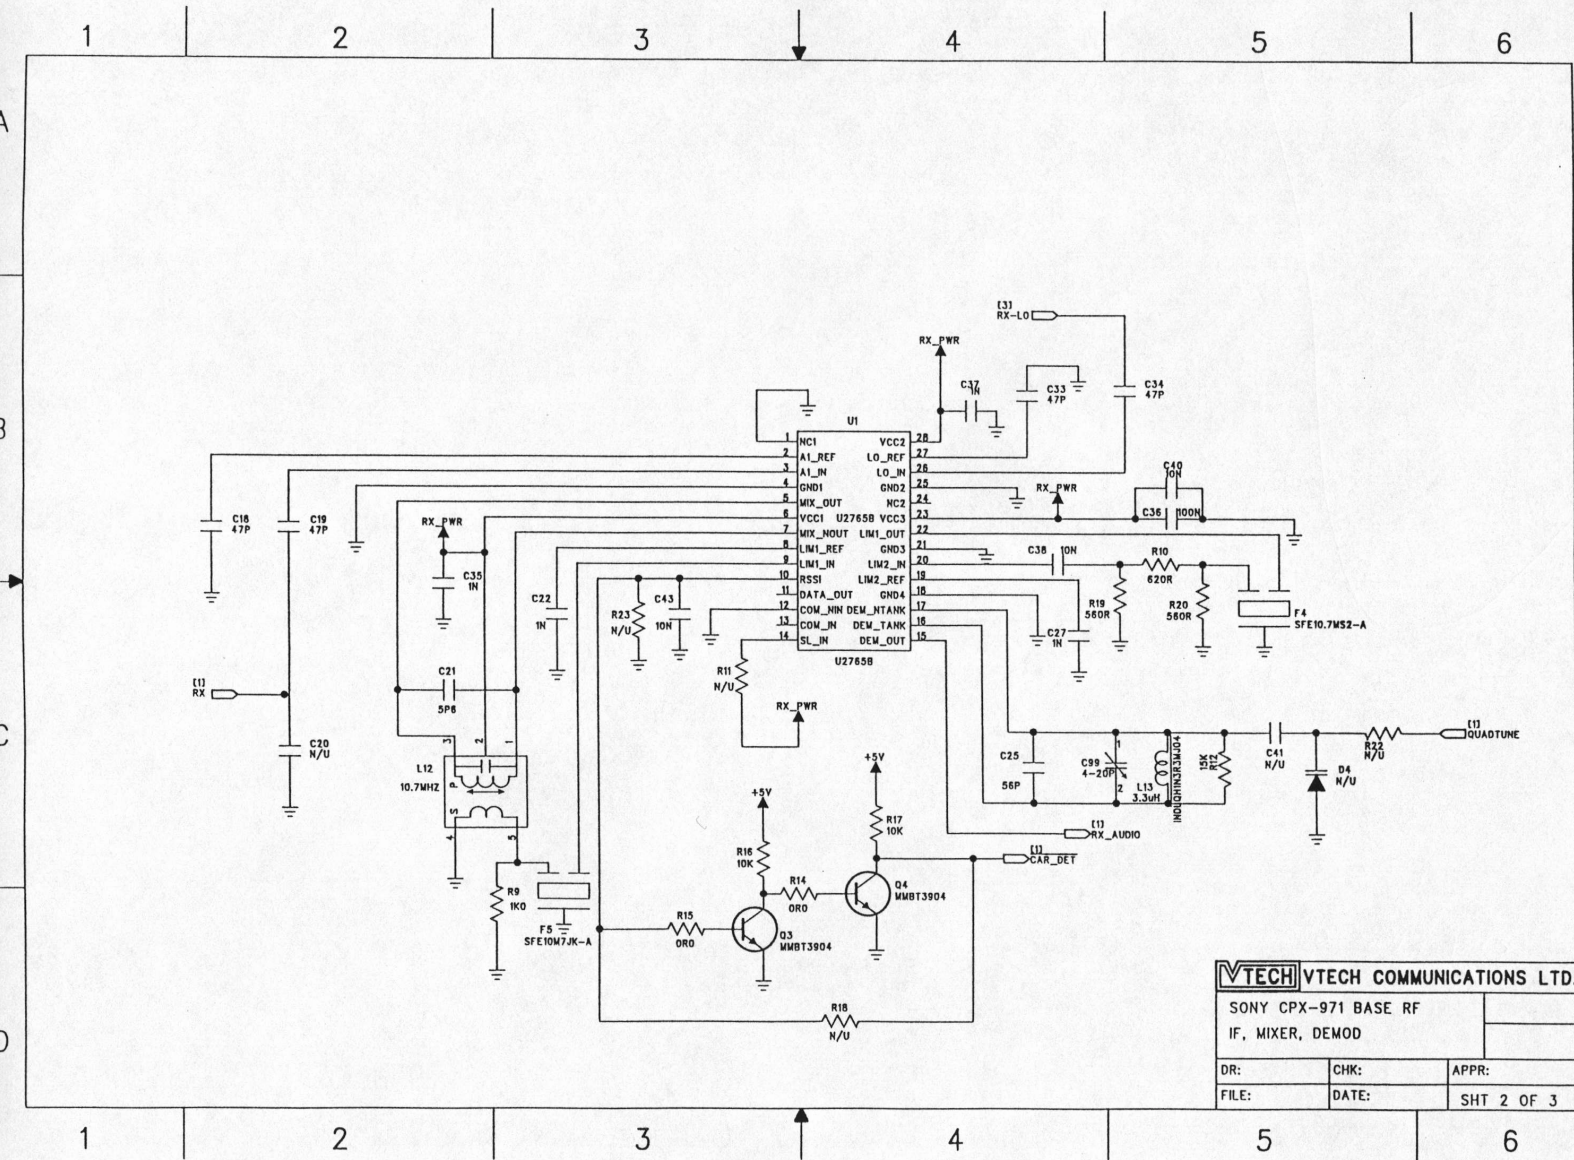 1 2 3 4 5 6
A
B
C
D
[3]
RX-LO
RX_PWR
C37
1N
C33
47P
C34
47P
U1
1 NC1 VCC2 28
2 A1_REF LO_REF 27
3 A1_IN LO_IN 26
4 GND1 GND2 25
5 MIX_OUT NC2 24
6 VCC1 U2765B VCC3 23
7 MIX_NOUT LIM1_OUT 22
8 LIM1_REF GND3 21
9 LIM1_IN LIM2_IN 20
10 RSSI LIM2_REF 19
11 DATA_OUT GND4 18
12 COM_NIN DEM_NTANK 17
13 COM_IN DEM_TANK 16
14 SL_IN DEM_OUT 15
U2765B
C40
10N
RX_PWR
C36 100N
C18
47P
C19
47P
RX_PWR
C35
1N
C22
1N
R23
N/U
C43
10N
C38 10N
R10
620R
R19
560R
R20
560R
F4
SFE10.7MS2-A
C27
1N
R11
N/U
RX_PWR
[1]
RX
C21
5P6
C20
N/U
3 2 1
L12
10.7MHZ
P
S
4 5
R9
1K0
F5
SFE10M7JK-A
+5V
+5V
R17
10K
R16
10K
R14
0R0
R15
0R0
Q3
MMBT3904
Q4
MMBT3904
R18
N/U
C25
56P
1
C99
4-20P
2
L13
3.3uH
INDLQH1N3R3MJ04
15K
R12
C41
N/U
D4
N/U
R22
N/U
[1]
QUADTUNE
[1]
RX_AUDIO
[1]
CAR_DET
VTECH VTECH COMMUNICATIONS LTD.
SONY CPX-971 BASE RF
IF, MIXER, DEMOD
DR: CHK: APPR:
FILE: DATE: SHT 2 OF 3
1 2 3 4 5 6